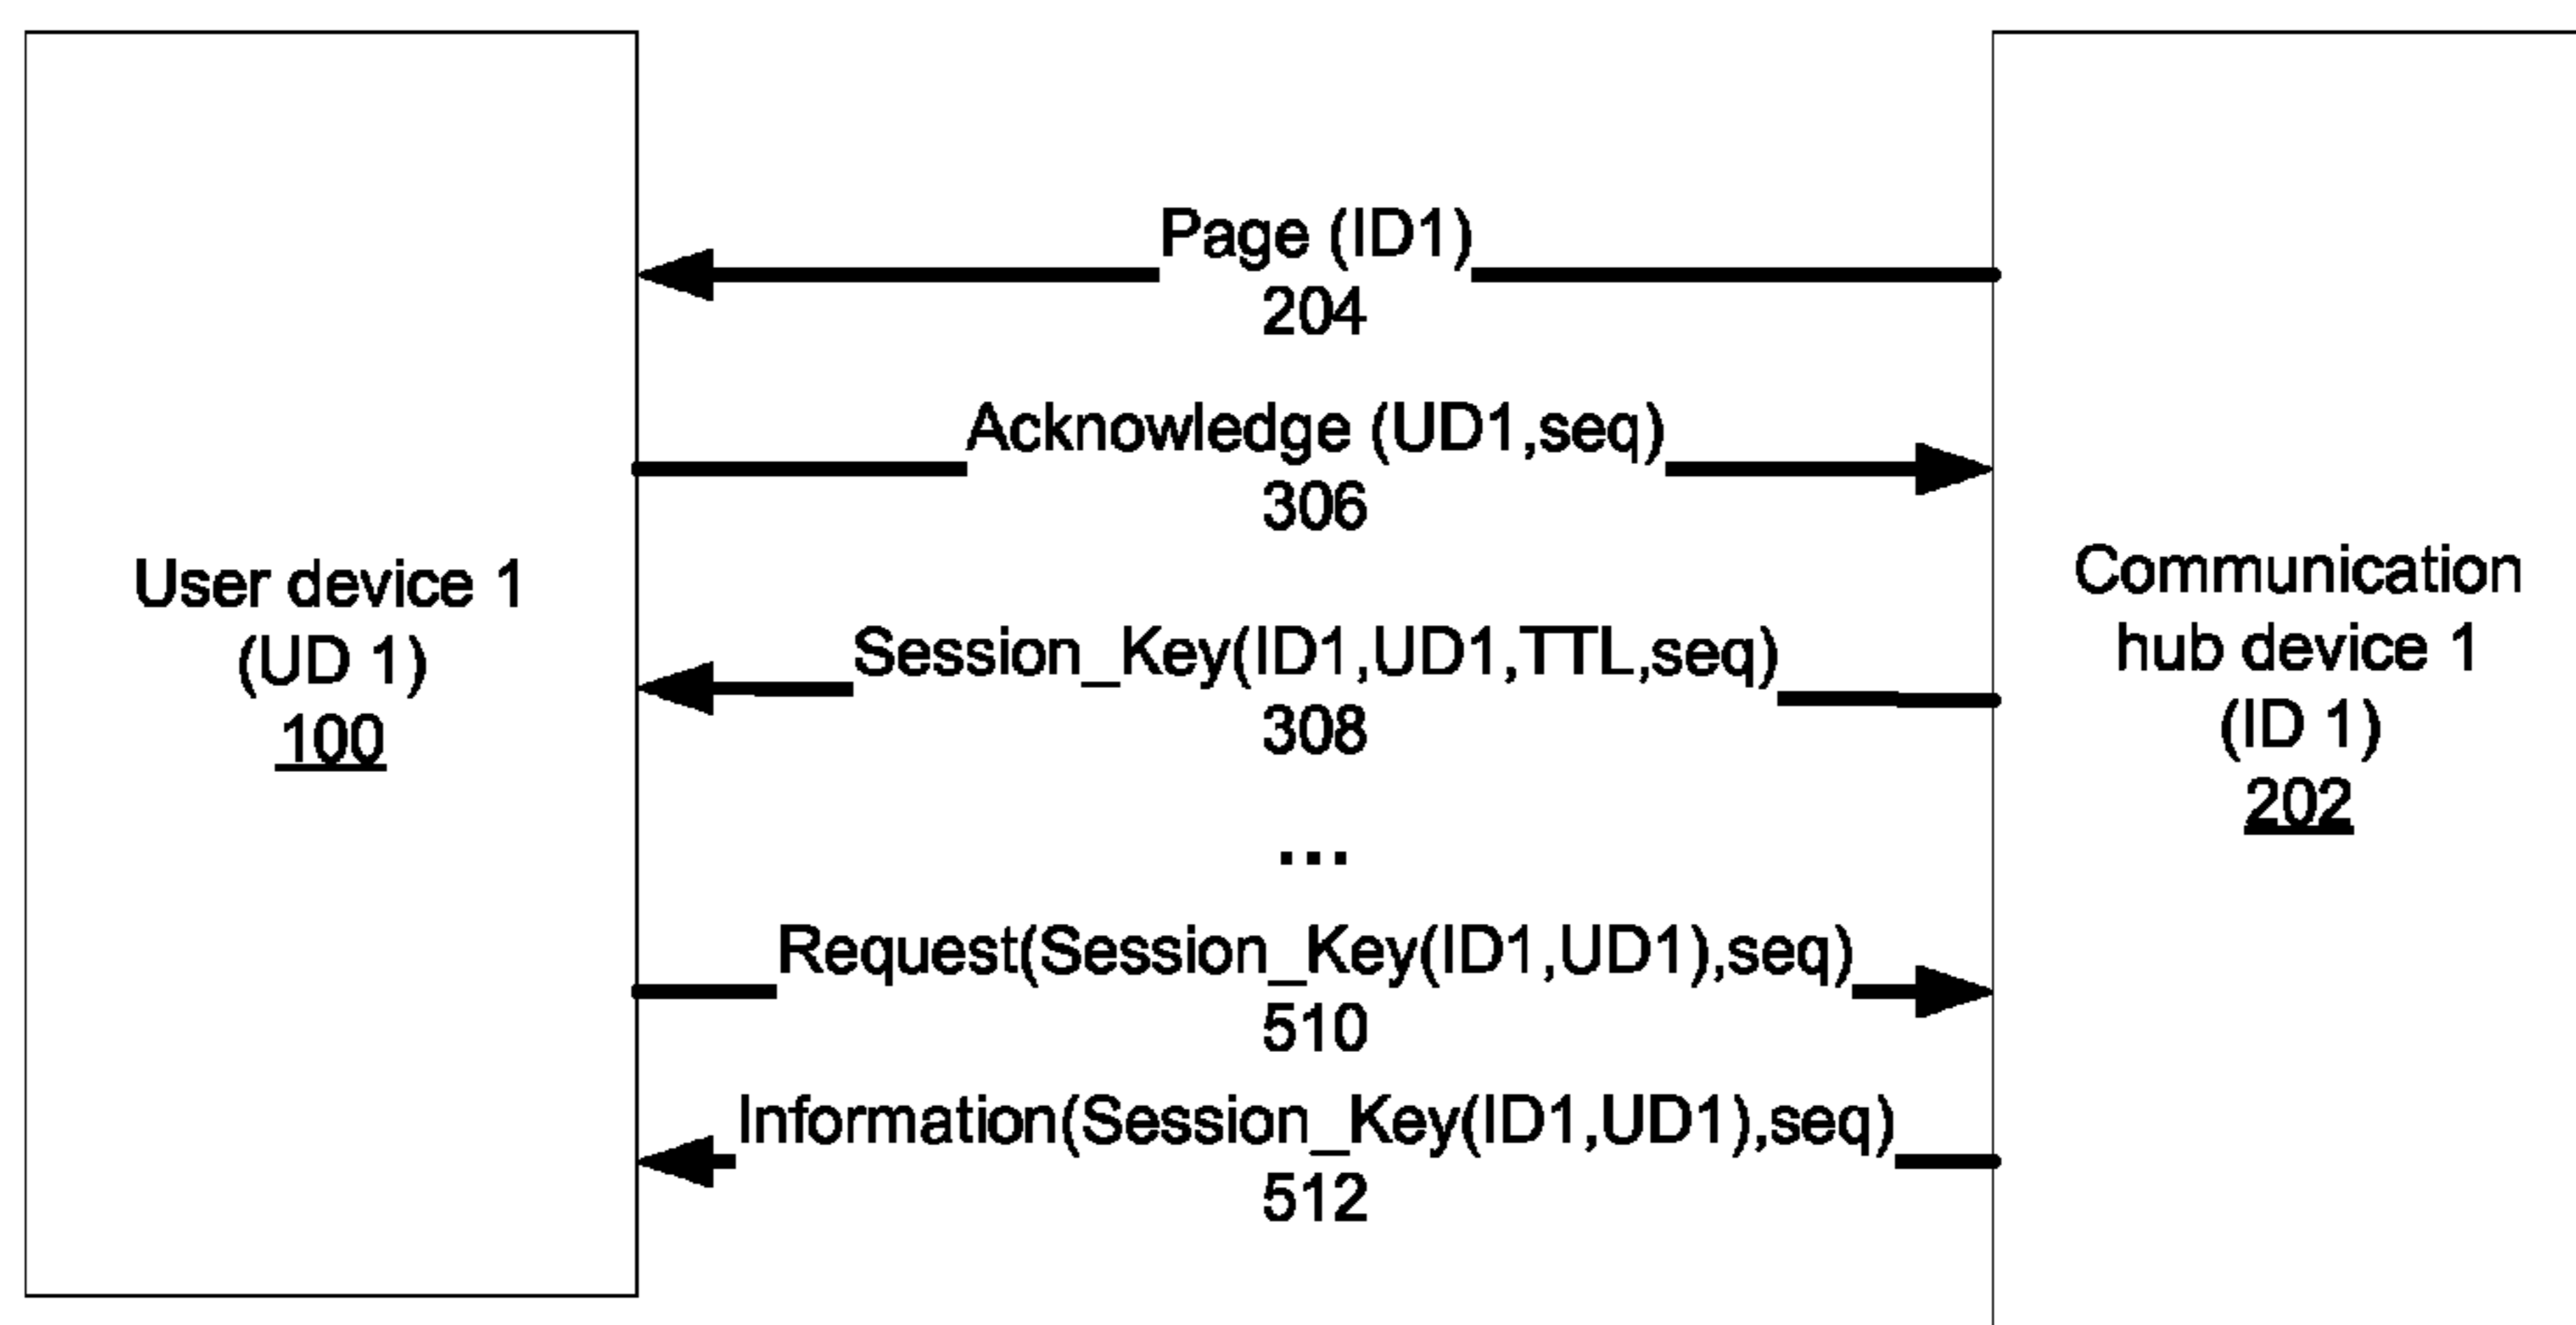 Page (ID1)
204
Acknowledge (UD1,seq)
306
User device 1
(UD 1)
100
Session_Key(ID1,UD1,TTL,seq)
308
Communication
hub device 1
(ID 1)
202
...
Request(Session_Key(ID1,UD1),seq)
510
Information(Session_Key(ID1,UD1),seq)
512